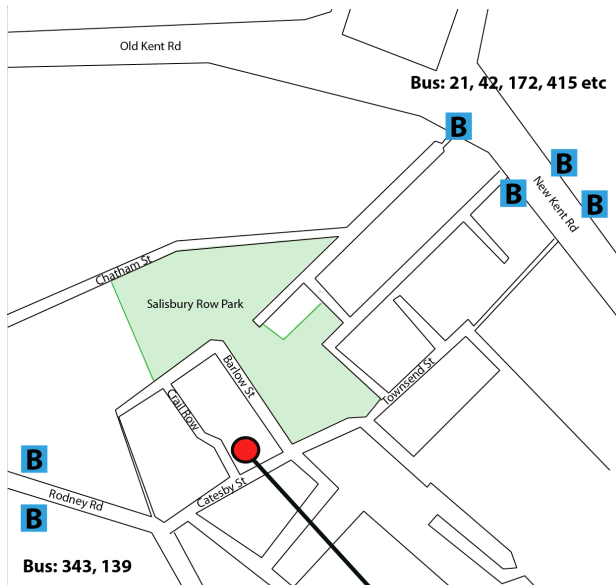 Old Kent Rd
Bus: 21, 42, 172, 415 etc
B
B
B
B
New Kent Rd
Chatham St
Salisbury Row Park
Barlow St
Townsend St
Crail Row
B
Catesby St
Rodney Rd
B
Bus: 343, 139